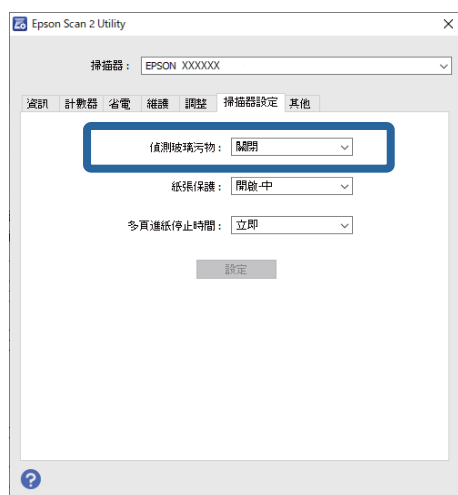 Epson Scan 2 Utility
掃描器： EPSON XXXXXX
資訊 計數器 省電 維護 調整 掃描器設定 其他
偵測玻璃污物： 關閉
紙張保護： 開啟-中
多頁進紙停止時間： 立即
設定